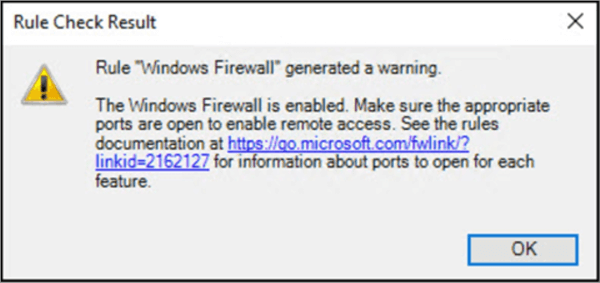 Rule Check Result
Rule "Windows Firewall" generated a warning.
The Windows Firewall is enabled. Make sure the appropriate
ports are open to enable remote access. See the rules
documentation at https://go.microsoft.com/fwlink/?
linkid=2162127 for information about ports to open for each
feature.
OK